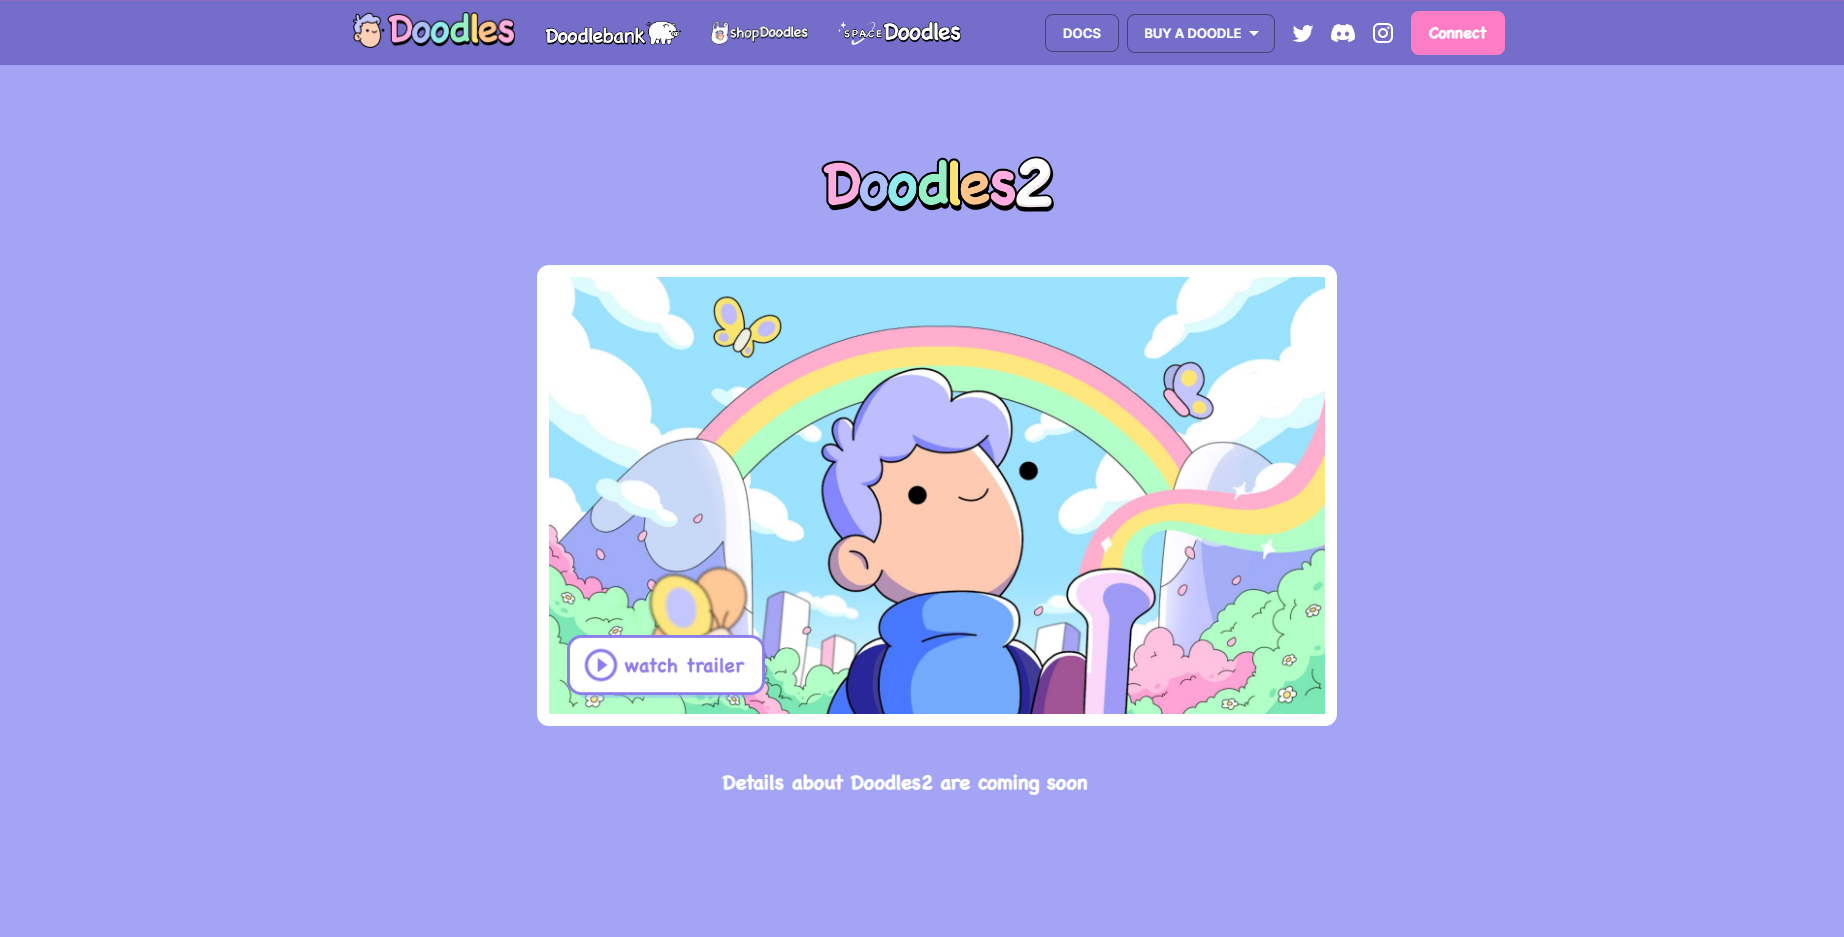 Doodles
Doodlebank
shopDoodles
SPACE Doodles
DOCS
BUY A DOODLE
Connect
Doodles2
watch trailer
Details about Doodles2 are coming soon